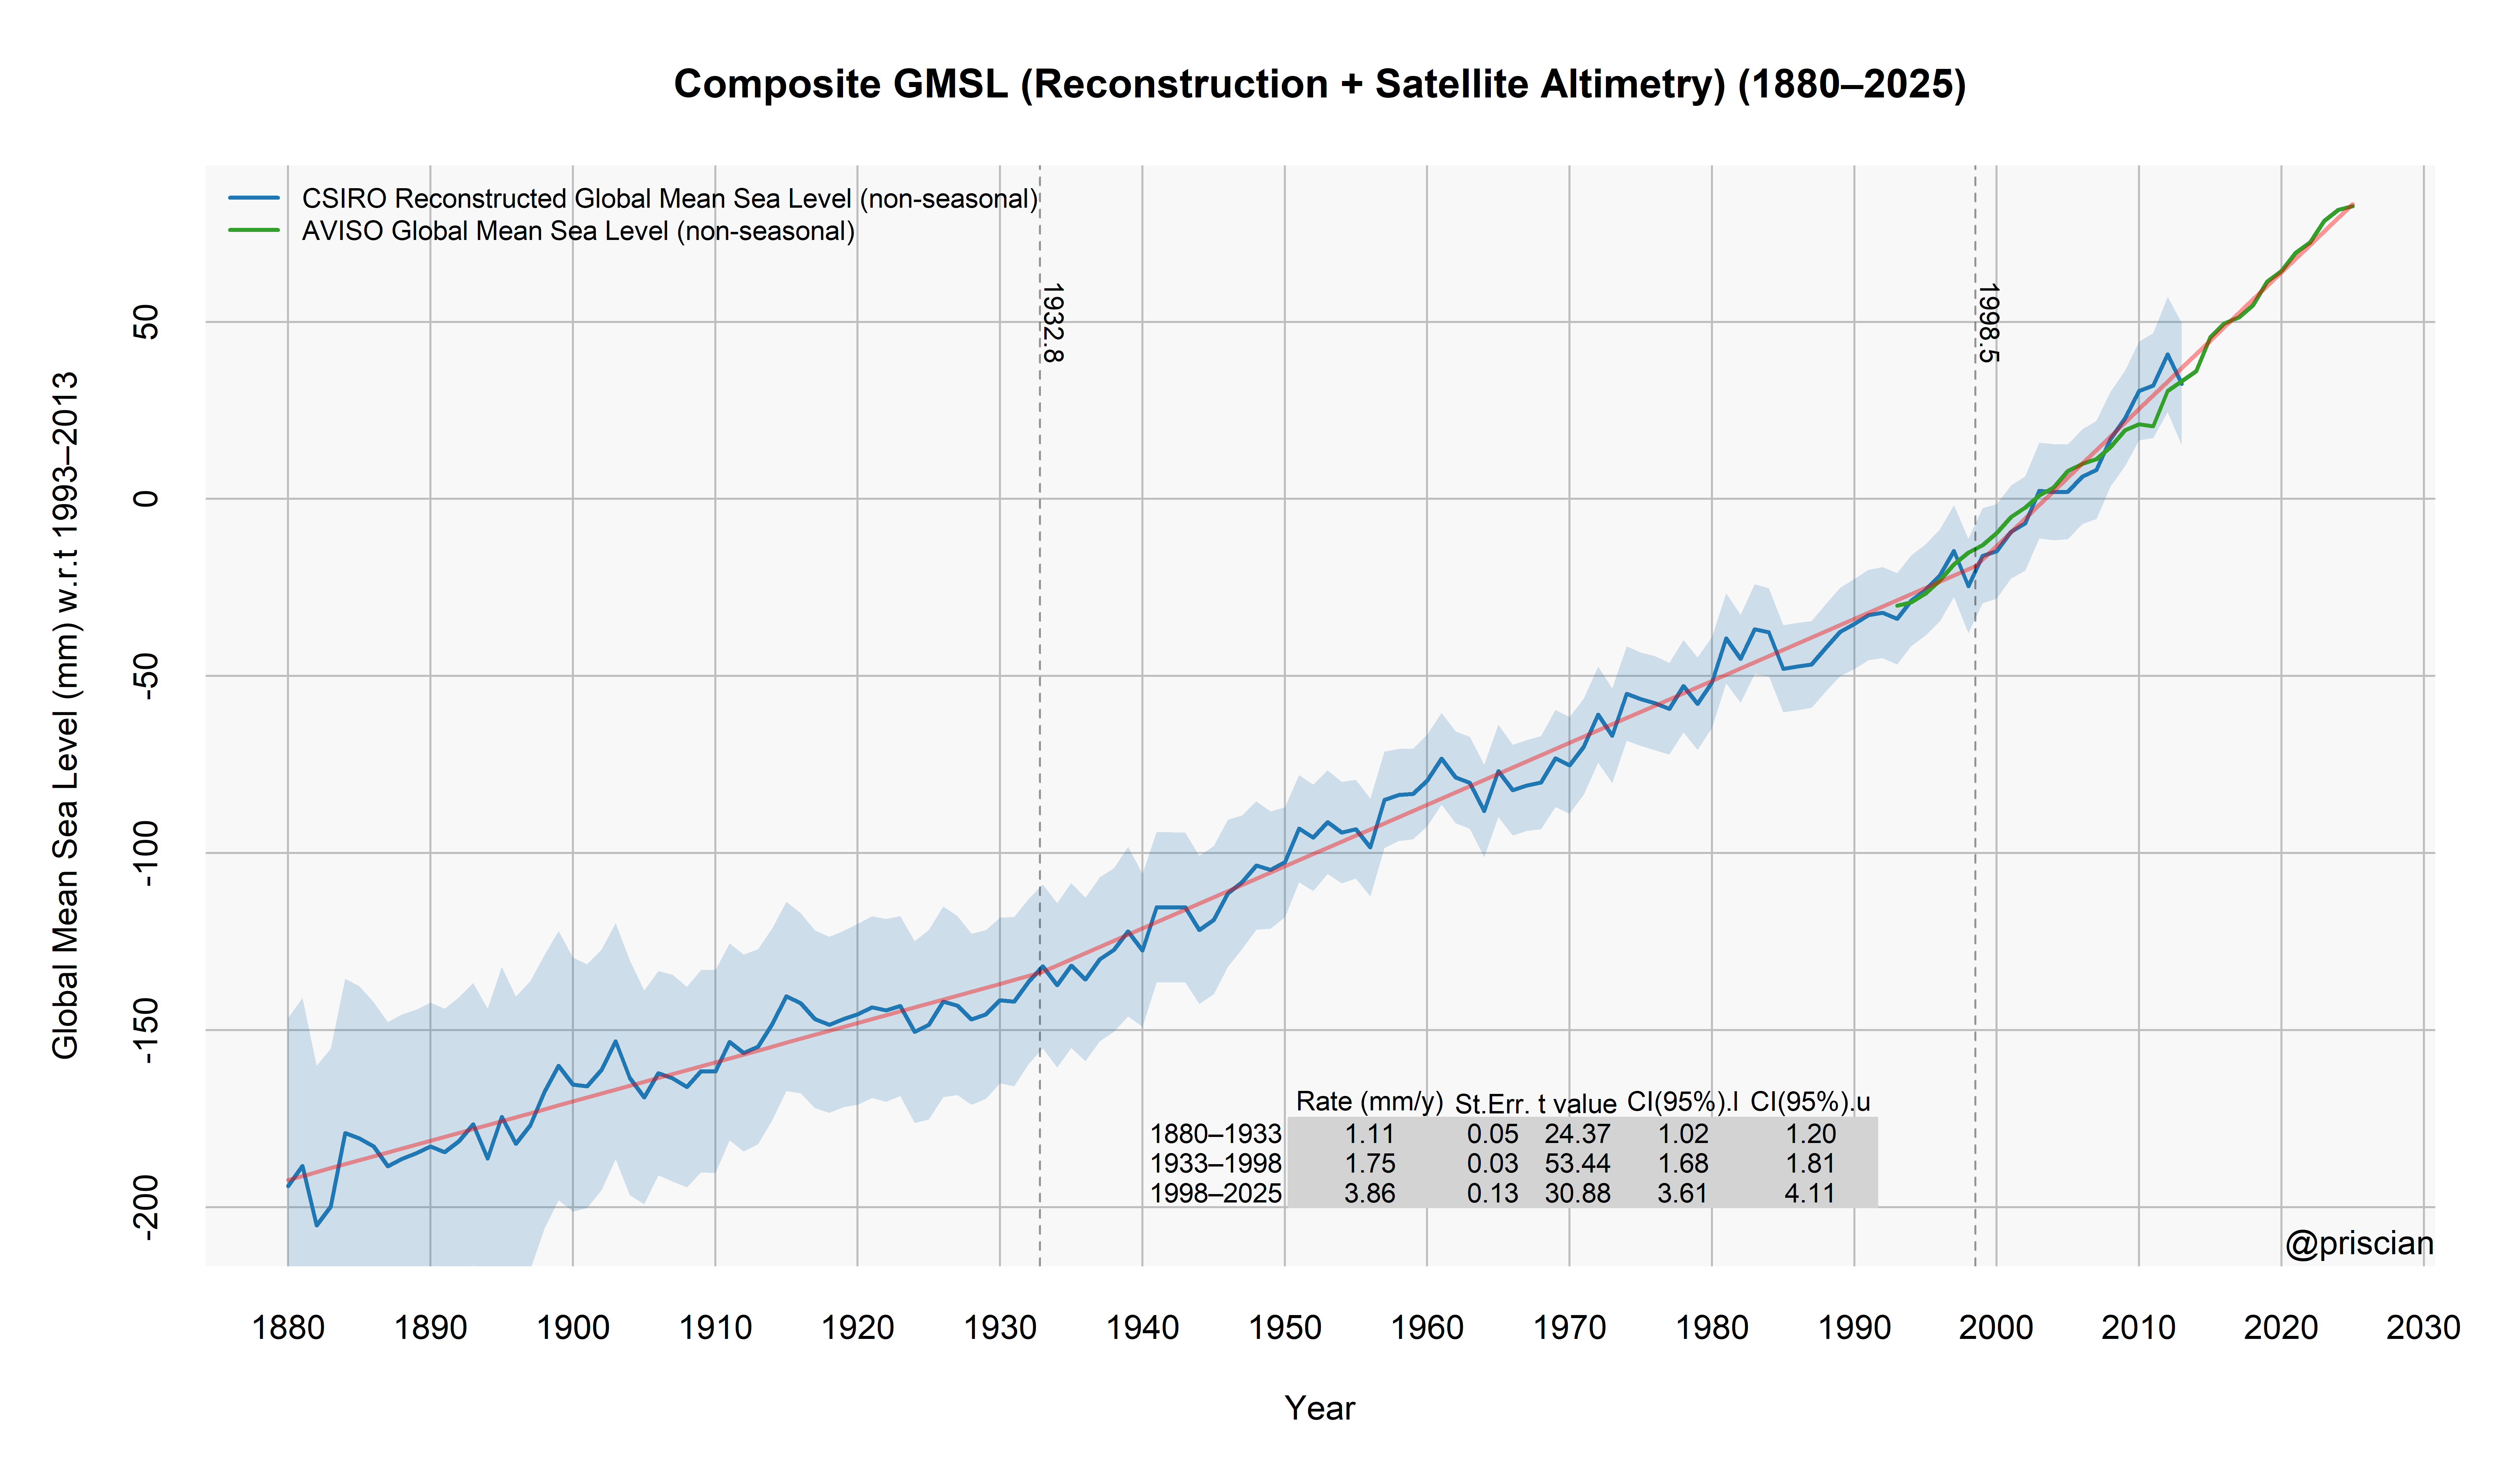 Composite GMSL (Reconstruction + Satellite Altimetry) (1880–2025)
CSIRO Reconstructed Global Mean Sea Level (non-seasonal)
AVISO Global Mean Sea Level (non-seasonal)
1932.8
1998.5
Global Mean Sea Level (mm) w.r.t 1993–2013
50
0
-50
-100
-150
-200
Rate (mm/y) St.Err. t value CI(95%).l CI(95%).u
1880–1933 1.11 0.05 24.37 1.02 1.20
1933–1998 1.75 0.03 53.44 1.68 1.81
1998–2025 3.86 0.13 30.88 3.61 4.11
@priscian
1880 1890 1900 1910 1920 1930 1940 1950 1960 1970 1980 1990 2000 2010 2020 2030
Year